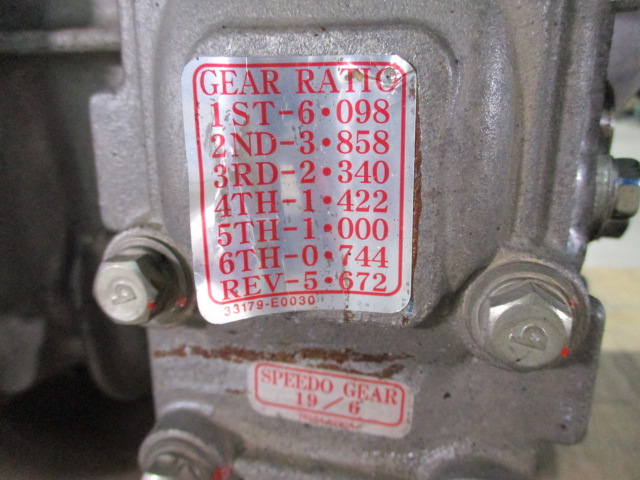 GEAR RATIO
1ST-6•098
2ND-3•858
3RD-2•340
4TH-1•422
5TH-1•000
6TH-0•744
REV-5•672
33179-E0030
SPEEDO GEAR
19/6